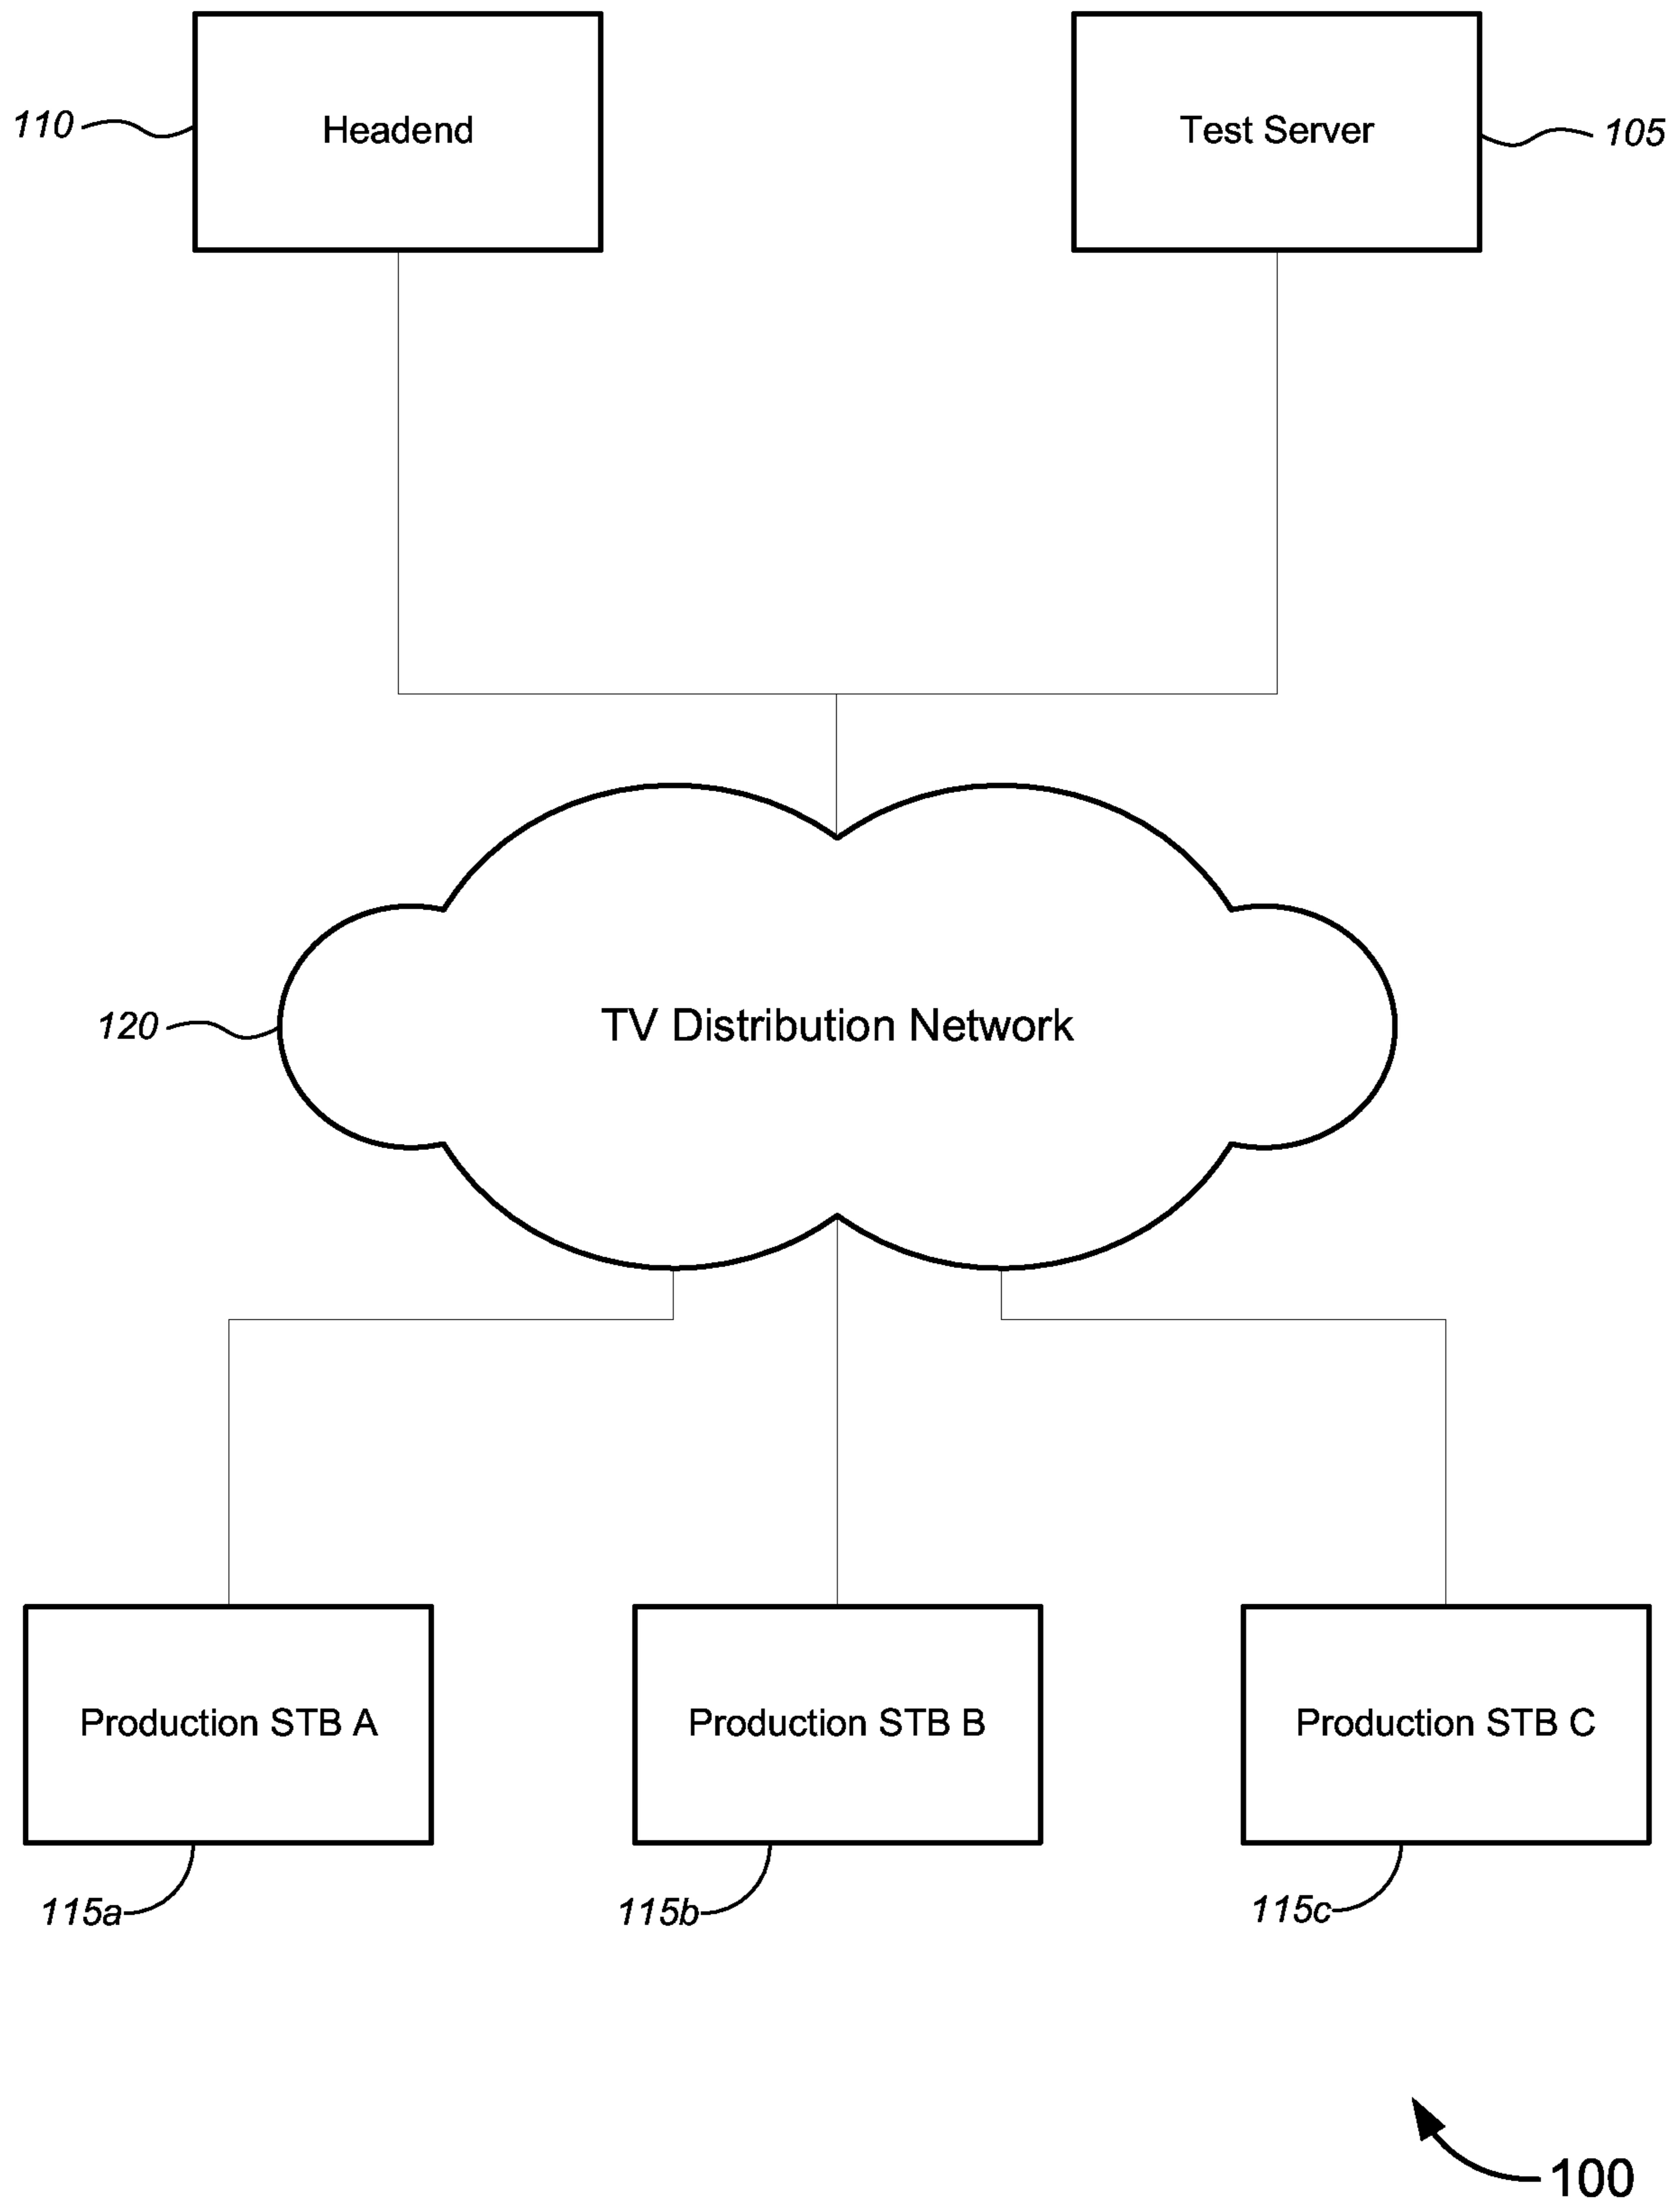 110
Headend
Test Server
105
120
TV Distribution Network
Production STB A
Production STB B
Production STB C
115a
115b
115c
100